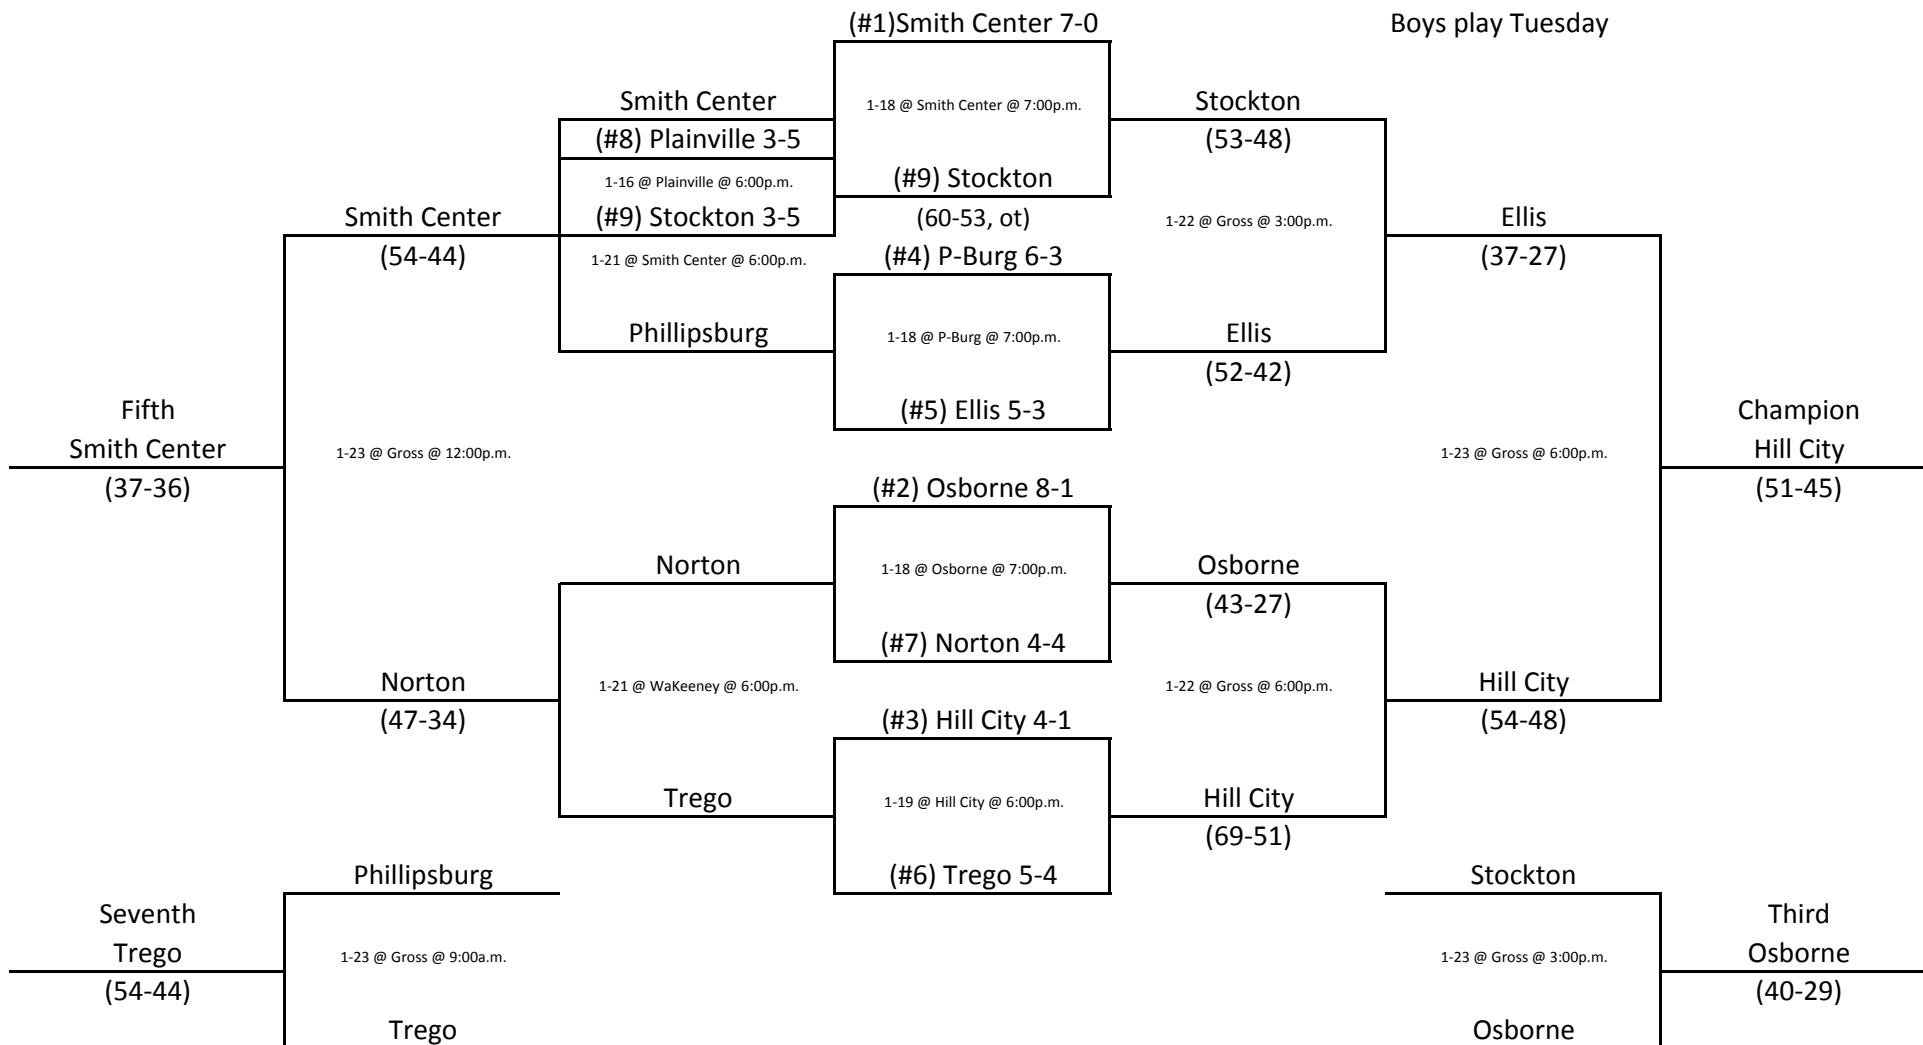 (#1)Smith Center 7-0 Boys play Tuesday
Smith Center 1-18 @ Smith Center @ 7:00p.m. Stockton
(#8) Plainville 3-5 (53-48)
1-16 @ Plainville @ 6:00p.m. (#9) Stockton
Smith Center (#9) Stockton 3-5 (60-53, ot) 1-22 @ Gross @ 3:00p.m. Ellis
(54-44) 1-21 @ Smith Center @ 6:00p.m. (#4) P-Burg 6-3 (37-27)
Phillipsburg 1-18 @ P-Burg @ 7:00p.m. Ellis
(52-42)
Fifth (#5) Ellis 5-3 Champion
Smith Center 1-23 @ Gross @ 12:00p.m. 1-23 @ Gross @ 6:00p.m. Hill City
(37-36) (#2) Osborne 8-1 (51-45)
Norton 1-18 @ Osborne @ 7:00p.m. Osborne
(43-27)
(#7) Norton 4-4
Norton 1-21 @ WaKeeney @ 6:00p.m. 1-22 @ Gross @ 6:00p.m. Hill City
(47-34) (#3) Hill City 4-1 (54-48)
Trego 1-19 @ Hill City @ 6:00p.m. Hill City
(69-51)
Phillipsburg (#6) Trego 5-4 Stockton
Seventh Third
Trego 1-23 @ Gross @ 9:00a.m. 1-23 @ Gross @ 3:00p.m. Osborne
(54-44) (40-29)
Trego Osborne